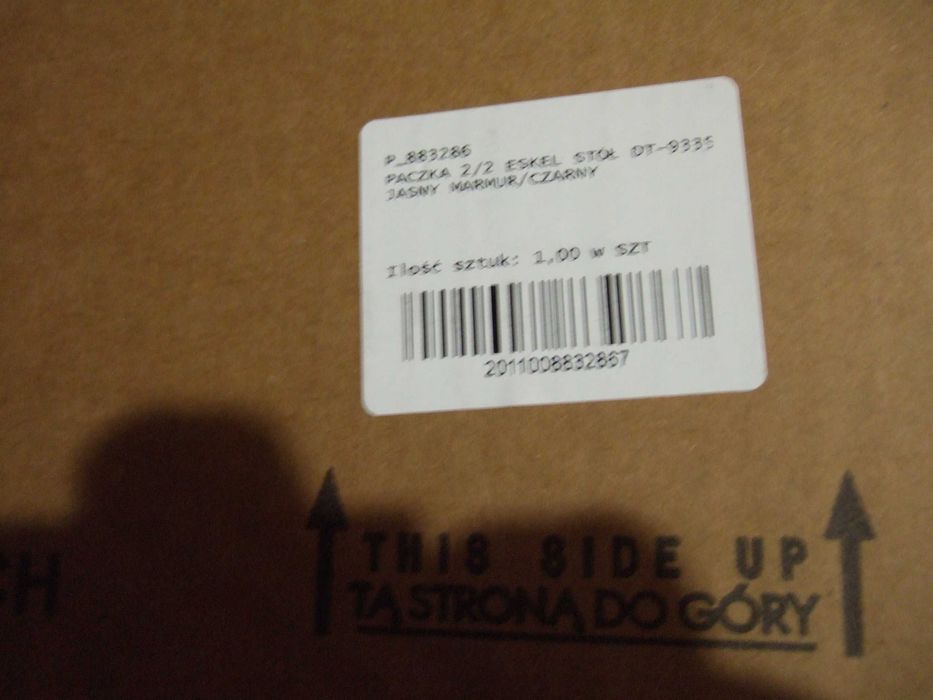 P_883286
PACZKA 2/2 ESKEL STÓŁ DT-9335
JASNY MARMUR/CZARNY
Ilość sztuk: 1,00 w SZT
2011008832867
THIS SIDE UP
TĄ STRONĄ DO GÓRY
CH